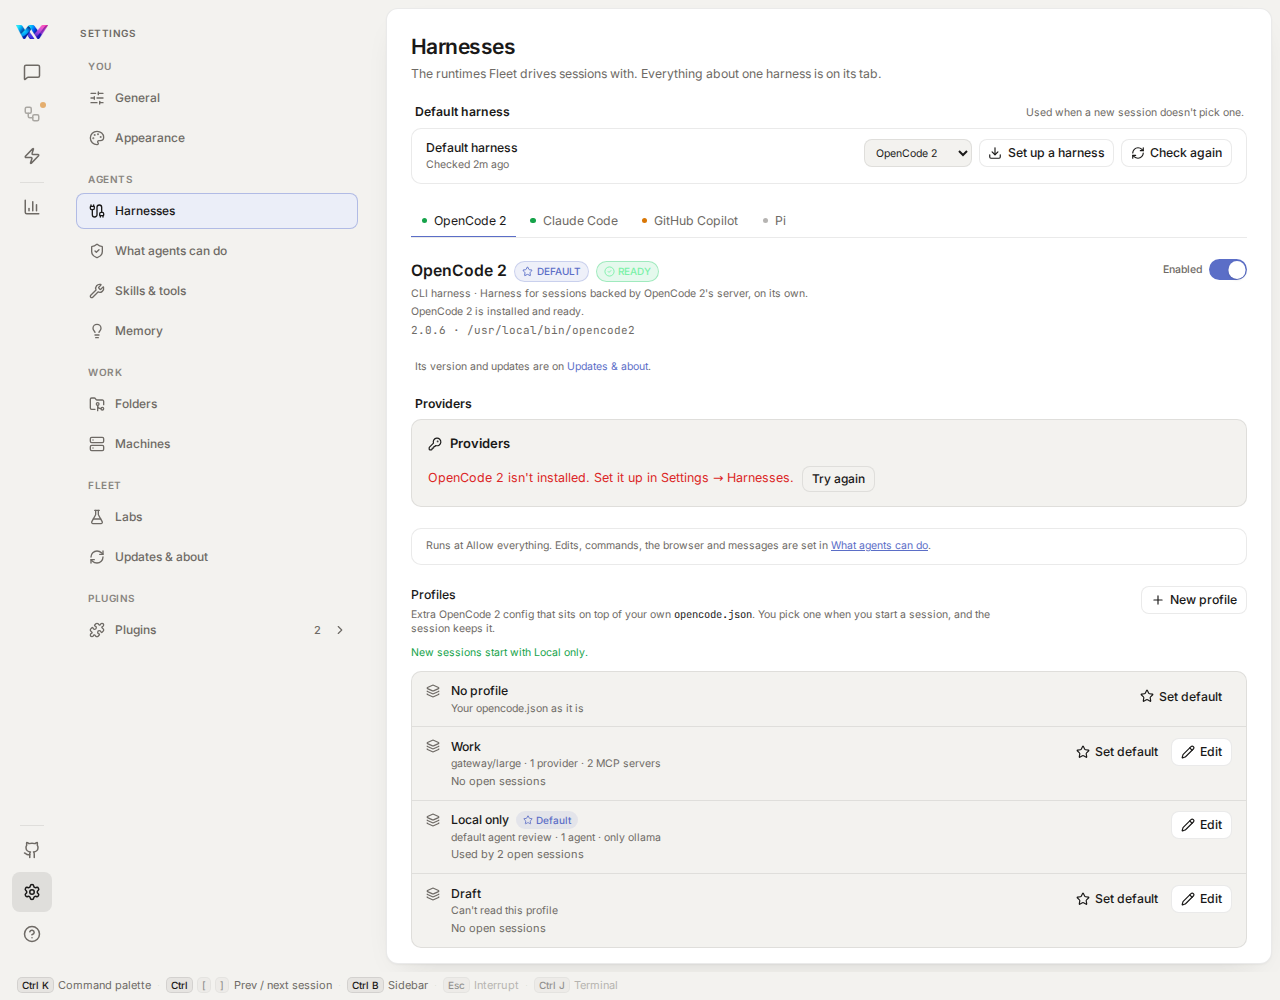 SETTINGS
YOU
General
Appearance
AGENTS
Harnesses
What agents can do
Skills & tools
Memory
WORK
Folders
Machines
FLEET
Labs
Updates & about
PLUGINS
Plugins 2
Harnesses
The runtimes Fleet drives sessions with. Everything about one harness is on its tab.
Default harness Used when a new session doesn't pick one.
Default harness
Checked 2m ago
OpenCode 2 Set up a harness Check again
OpenCode 2 Claude Code GitHub Copilot Pi
OpenCode 2 DEFAULT READY Enabled
CLI harness · Harness for sessions backed by OpenCode 2's server, on its own.
OpenCode 2 is installed and ready.
2.0.6 · /usr/local/bin/opencode2
Its version and updates are on Updates & about.
Providers
Providers
OpenCode 2 isn't installed. Set it up in Settings → Harnesses. Try again
Runs at Allow everything. Edits, commands, the browser and messages are set in What agents can do.
Profiles
Extra OpenCode 2 config that sits on top of your own opencode.json. You pick one when you start a session, and the
session keeps it.
New profile
New sessions start with Local only.
No profile
Your opencode.json as it is
Set default
Work
gateway/large · 1 provider · 2 MCP servers
No open sessions
Set default Edit
Local only Default
default agent review · 1 agent · only ollama
Used by 2 open sessions
Edit
Draft
Can't read this profile
No open sessions
Set default Edit
Ctrl K Command palette Ctrl [ ] Prev / next session Ctrl B Sidebar Esc Interrupt Ctrl J Terminal